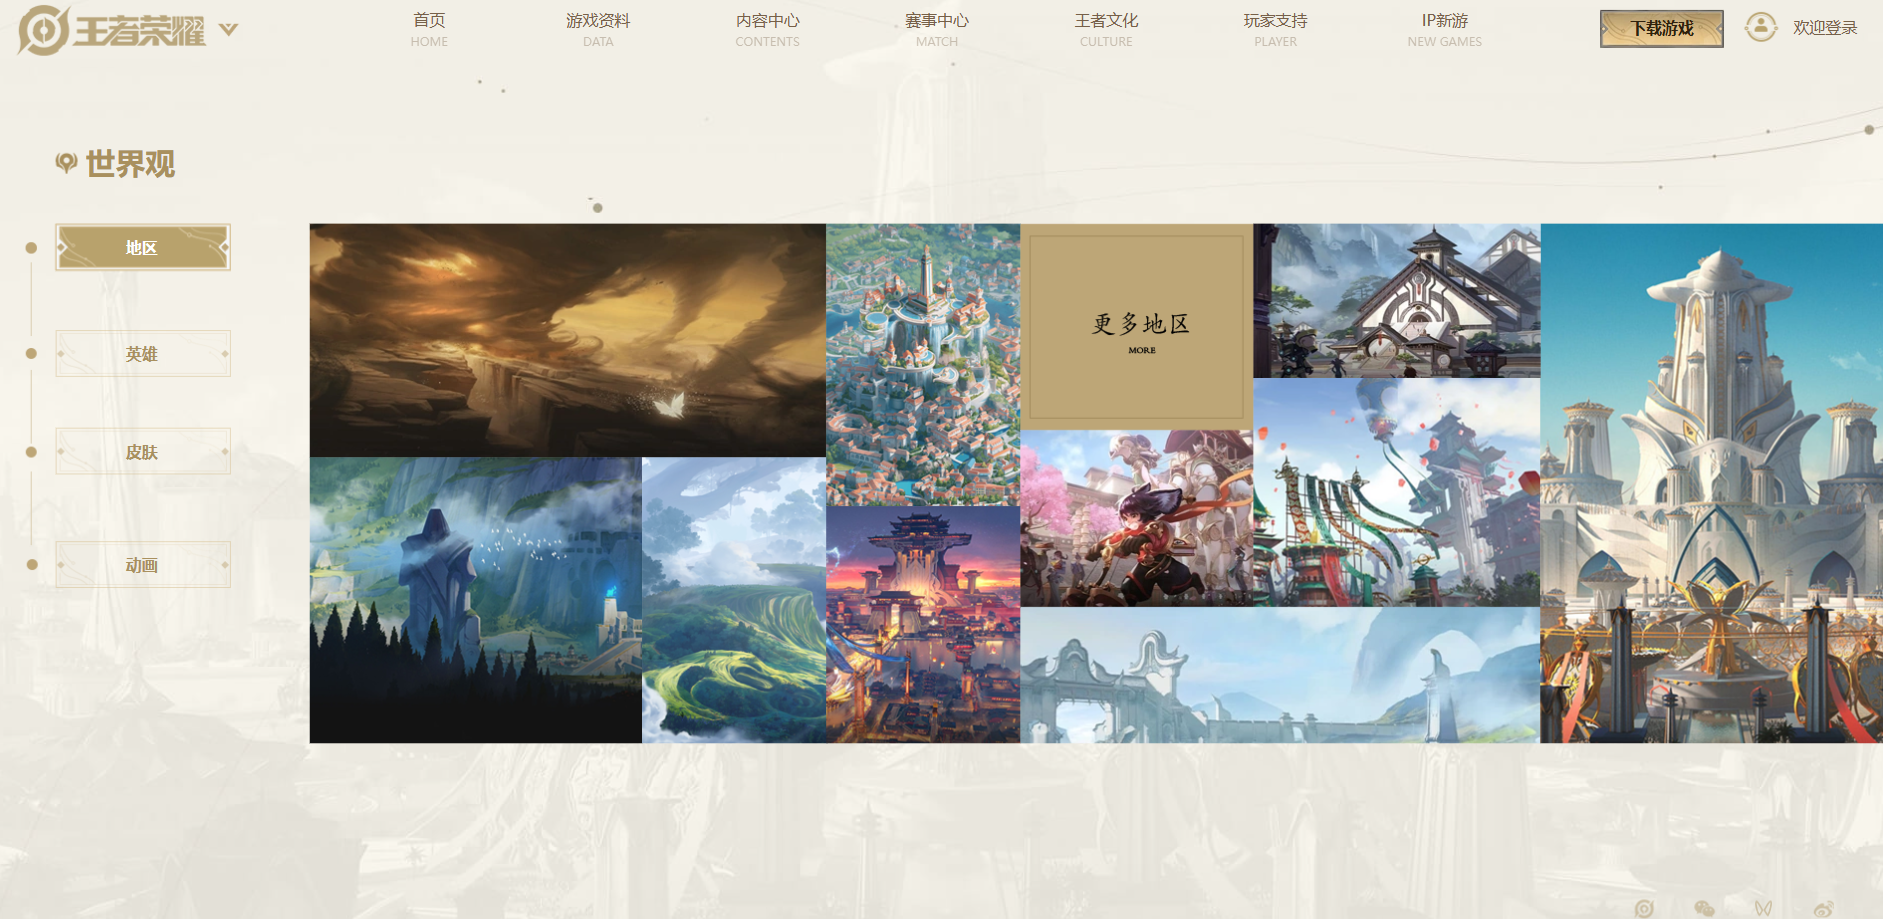 王者荣耀
首页
HOME
游戏资料
DATA
内容中心
CONTENTS
赛事中心
MATCH
王者文化
CULTURE
玩家支持
PLAYER
IP新游
NEW GAMES
下载游戏
欢迎登录
世界观
地区
英雄
皮肤
动画
更多地区
MORE